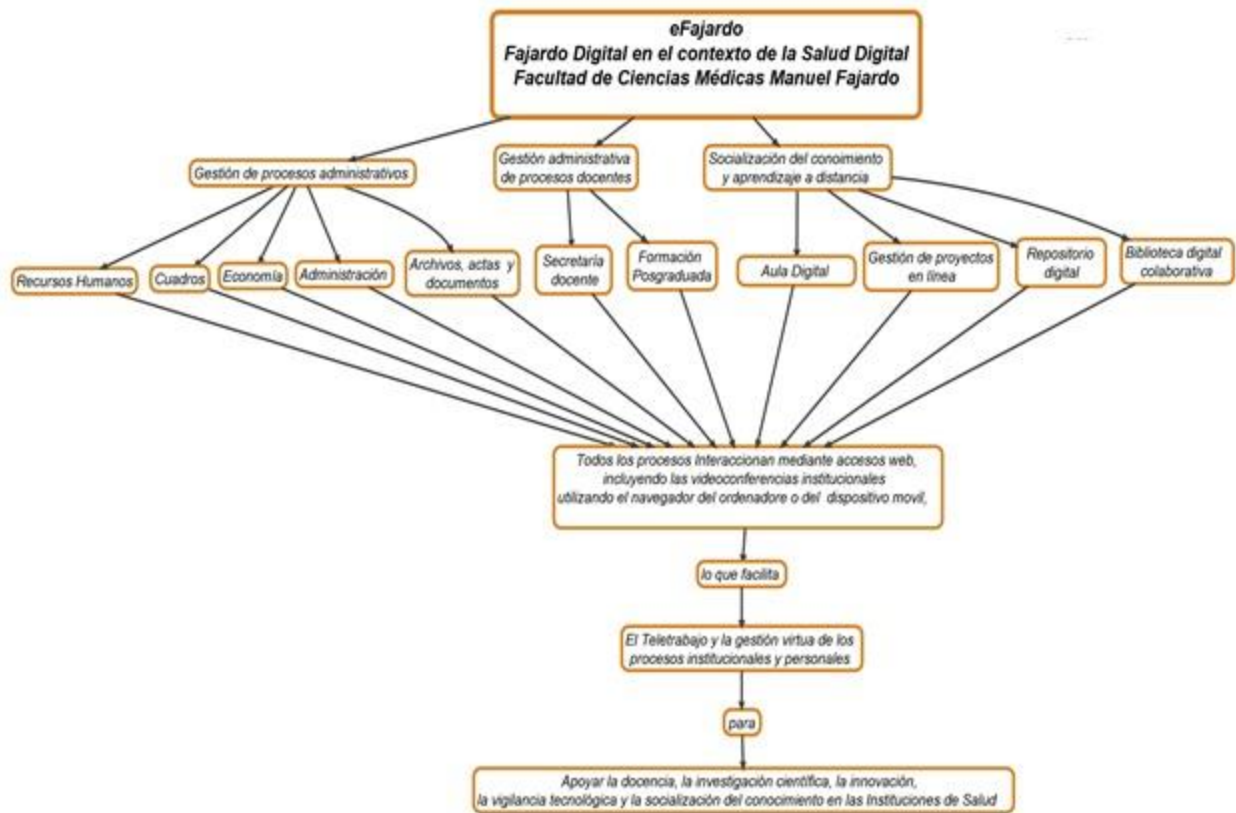 eFajardo
Fajardo Digital en el contexto de la Salud Digital
Facultad de Ciencias Médicas Manuel Fajardo
Gestión de procesos administrativos
Gestión administrativa
de procesos docentes
Socialización del conoimiento
y aprendizaje a distancia
Recursos Humanos
Cuadros
Economía
Administración
Archivos, actas y
documentos
Secretaría
docente
Formación
Posgraduada
Aula Digital
Gestión de proyectos
en línea
Repositorio
digital
Biblioteca digital
colaborativa
Todos los procesos Interaccionan mediante accesos web,
incluyendo las videoconferencias institucionales
utilizando el navegador del ordenadore o del dispositivo movil,
lo que facilita
El Teletrabajo y la gestión virtua de los
procesos institucionales y personales
para
Apoyar la docencia, la investigación científica, la innovación,
la vigilancia tecnológica y la socialización del conocimiento en las Instituciones de Salud